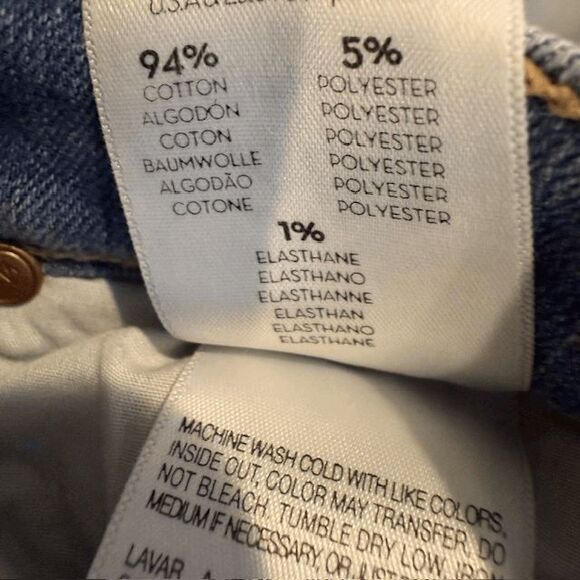 94%
COTTON
ALGODÓN
COTON
BAUMWOLLE
ALGODÃO
COTONE
5%
POLYESTER
POLYESTER
POLYESTER
POLYESTER
POLYESTER
POLYESTER
1%
ELASTHANE
ELASTHANO
ELASTHANNE
ELASTHAN
ELASTHANO
ELASTHANE
MACHINE WASH COLD WITH LIKE COLORS,
INSIDE OUT, COLOR MAY TRANSFER. DO
NOT BLEACH, TUMBLE DRY LOW,
MEDIUM IF NECESSARY, OR
LAVAR